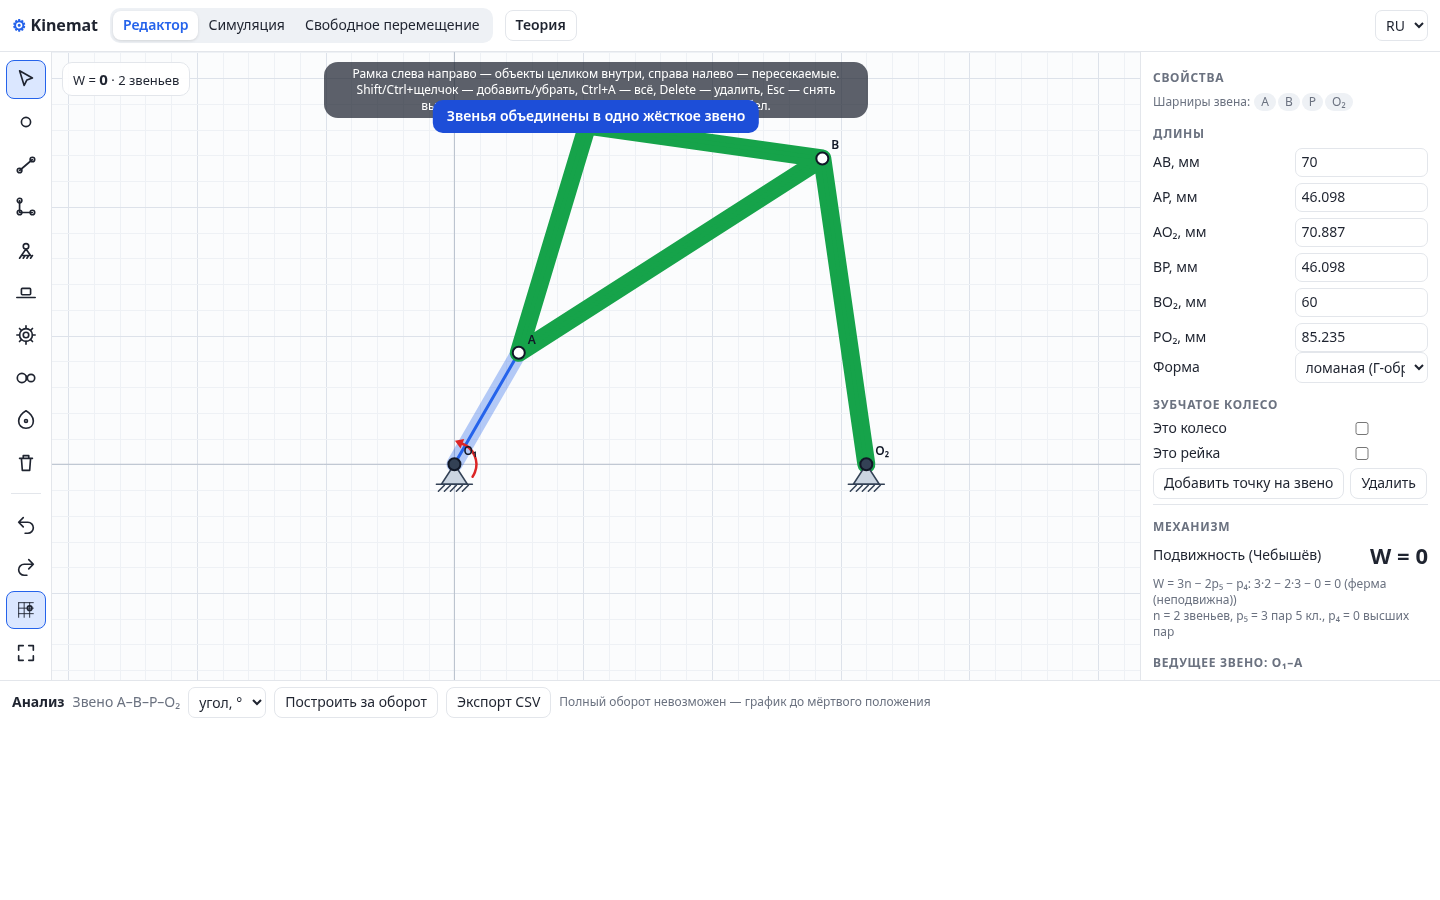 Kinemat
Редактор
Симуляция
Свободное перемещение
Теория
RU
W = 0 · 2 звеньев
Рамка слева направо — объекты целиком внутри, справа налево — пересекаемые.
Shift/Ctrl+щелчок — добавить/убрать, Ctrl+A — всё, Delete — удалить, Esc — снять
Звенья объединены в одно жёсткое звено
B
A
O₁
O₂
СВОЙСТВА
Шарниры звена: A B P O₂
ДЛИНЫ
AB, мм 70
AP, мм 46.098
AO₂, мм 70.887
BP, мм 46.098
BO₂, мм 60
PO₂, мм 85.235
Форма ломаная (Г-обр
ЗУБЧАТОЕ КОЛЕСО
Это колесо
Это рейка
Добавить точку на звено
Удалить
МЕХАНИЗМ
Подвижность (Чебышёв) W = 0
W = 3n − 2p₅ − p₄: 3·2 − 2·3 − 0 = 0 (ферма
(неподвижна))
n = 2 звеньев, p₅ = 3 пар 5 кл., p₄ = 0 высших
пар
ВЕДУЩЕЕ ЗВЕНО: O₁–A
Анализ Звено A–B–P–O₂ угол, ° Построить за оборот Экспорт CSV Полный оборот невозможен — график до мёртвого положения